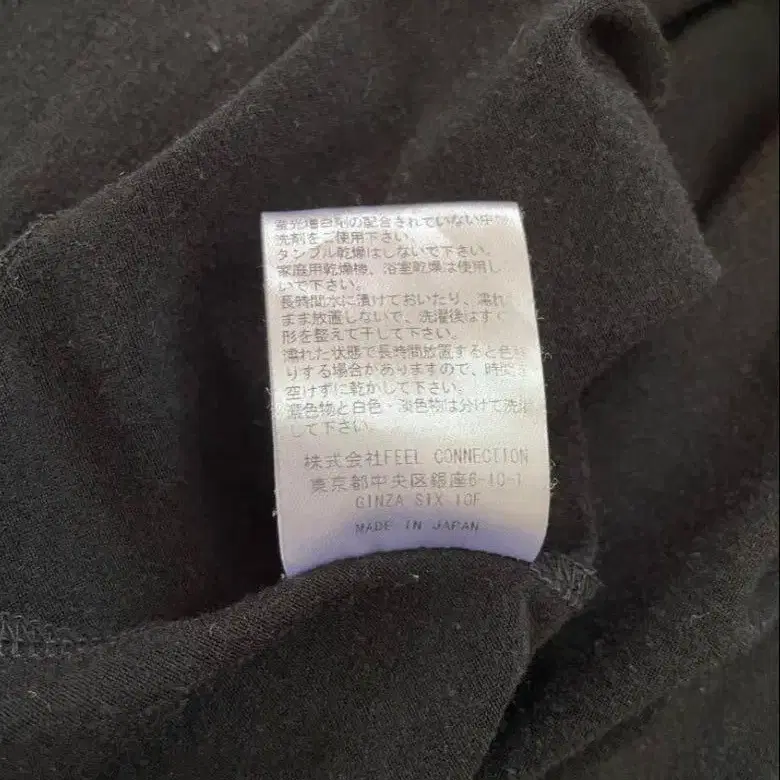 蛍光増白剤の配合されていない中性
洗剤をご使用下さい。
タンブル乾燥はしないで下さい。
家庭用乾燥機、浴室乾燥は使用し
いで下さい。
長時間水に漬けておいたり、濡れ
まま放置しないで、洗濯後はすぐ
形を整えて干して下さい。
濡れた状態で長時間放置すると色移
りする場合がありますので、時間を
空けずに乾かして下さい。
濃色物と白色・淡色物は分けて洗濯
して下さい。
株式会社FEEL CONNECTION
東京都中央区銀座6-10-1
GINZA SIX 10F
MADE IN JAPAN